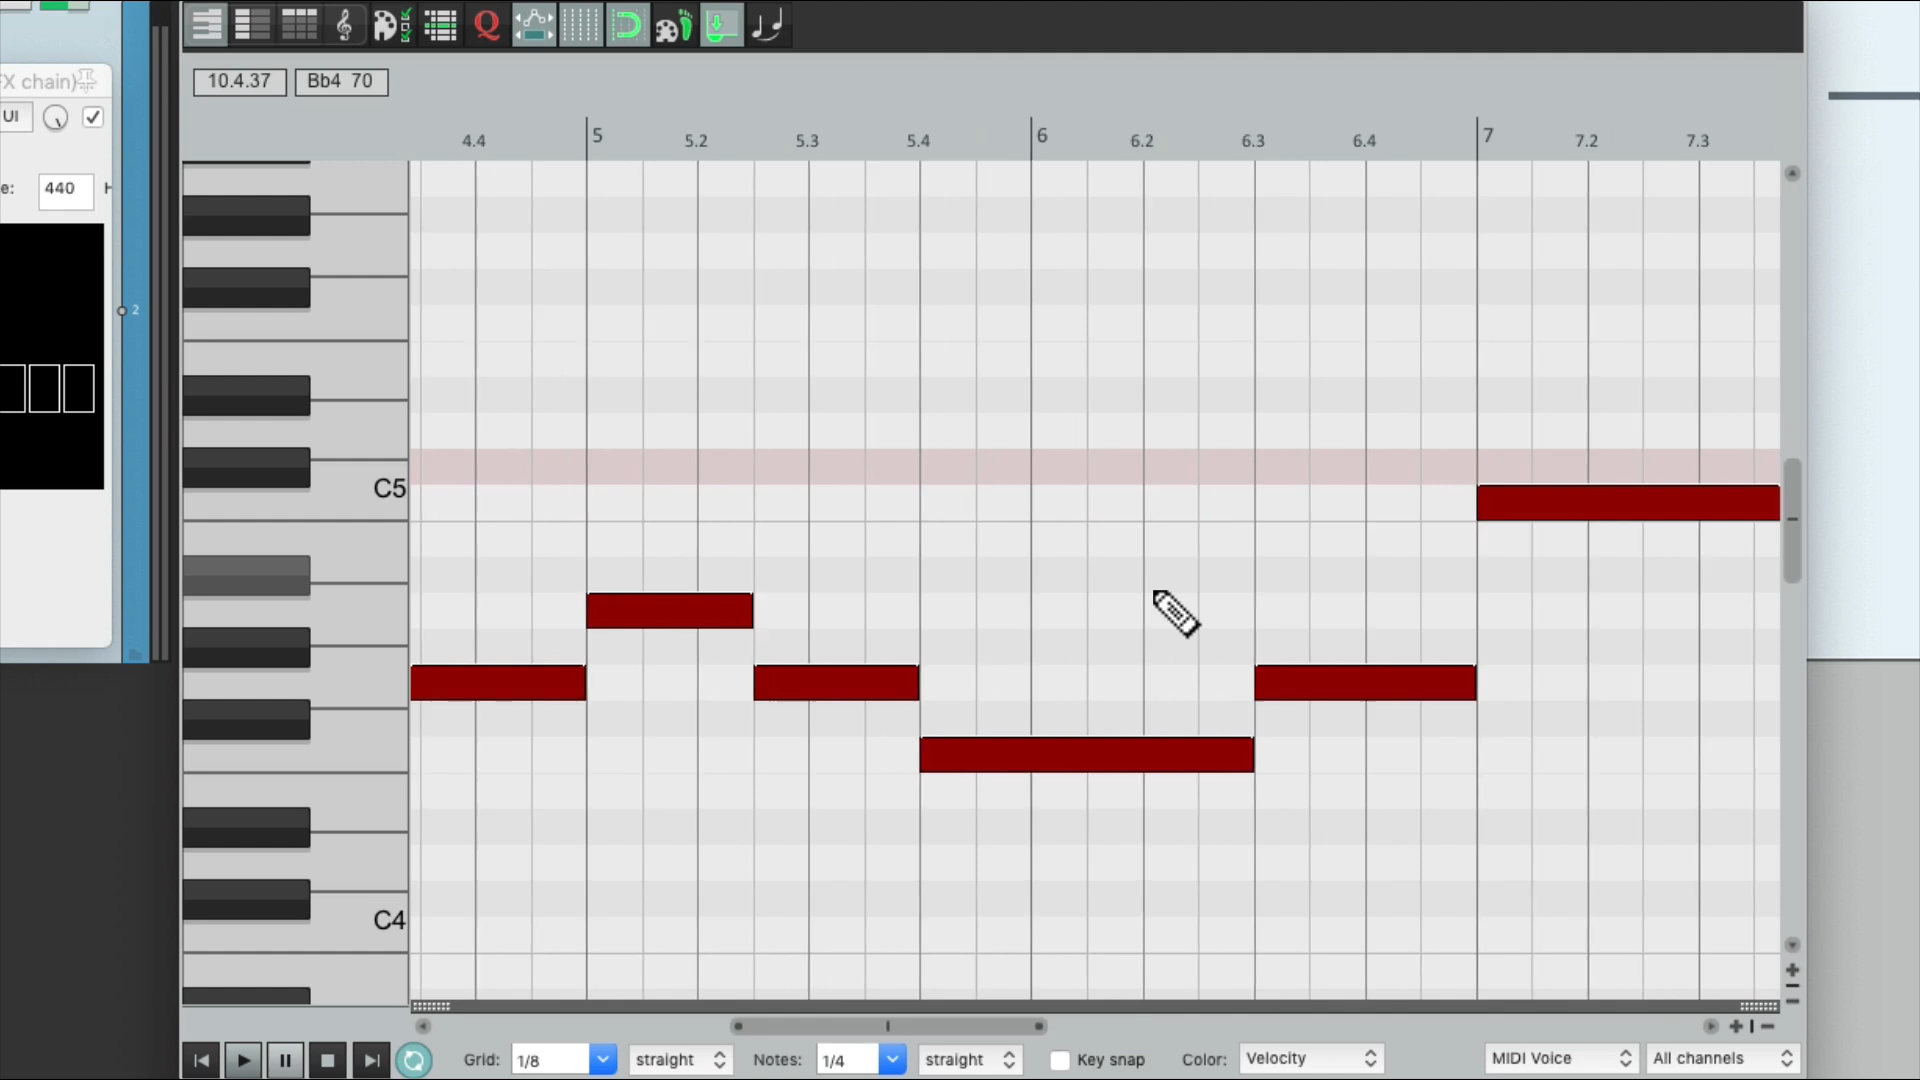 X chain)
UI
e: 440 H
2
Q
10.4.37 Bb4 70
4.4 5 5.2 5.3 5.4 6 6.2 6.3 6.4 7 7.2 7.3
C5
C4
Grid: 1/8 straight Notes: 1/4 straight Key snap Color: Velocity MIDI Voice All channels